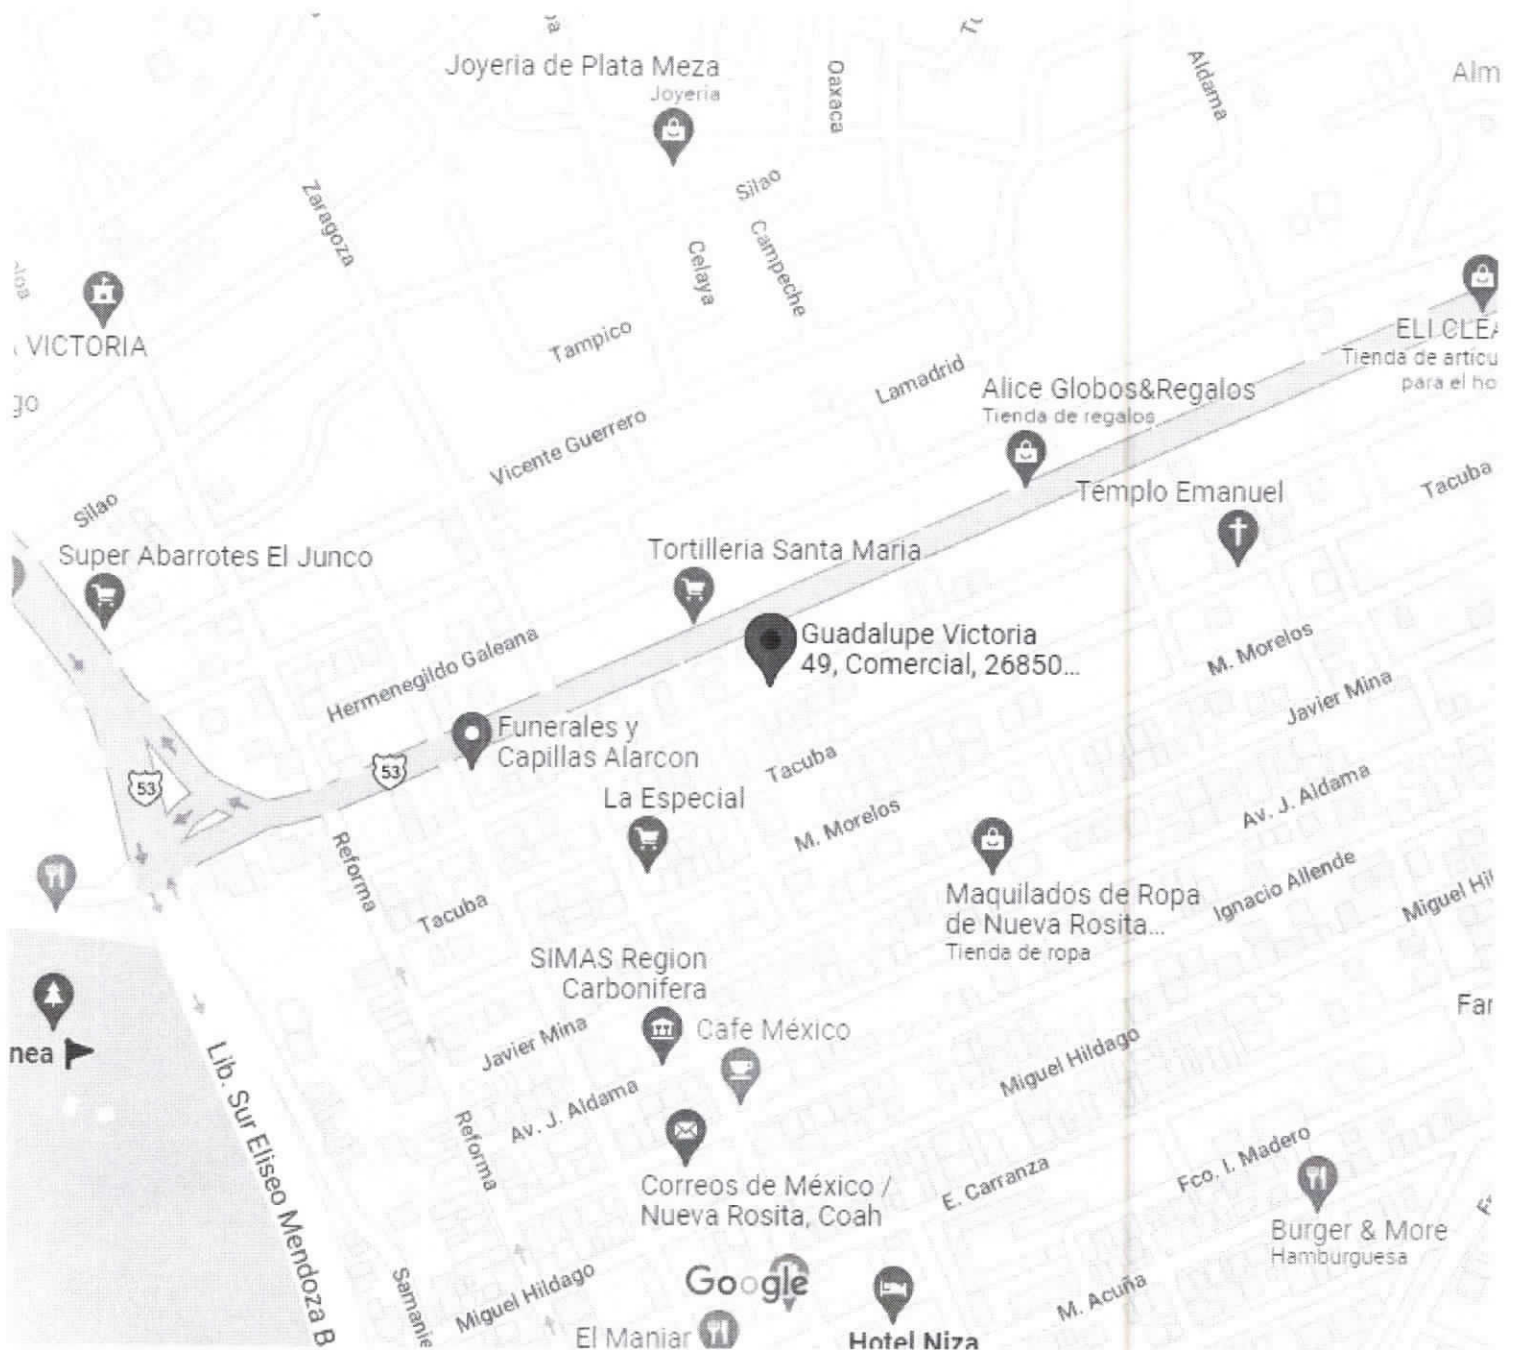 Joyeria de Plata Meza
Joyeria
Oaxaca
Aldama
Alm
Silao
Zaragoza
Campeche
Celaya
VICTORIA
Tampico
ELI CLEA
Tienda de artícu
para el ho
Lamadrid
Alice Globos&Regalos
Tienda de regalos
go
Vicente Guerrero
Tacuba
Silao
Templo Emanuel
Super Abarrotes El Junco
Tortilleria Santa Maria
Guadalupe Victoria
49, Comercial, 26850...
M. Morelos
Hermenegildo Galeana
Javier Mina
Funerales y
Capillas Alarcon
Tacuba
53
53
La Especial
Av. J. Aldama
M. Morelos
Reforma
Ignacio Allende
Miguel Hil
Tacuba
Maquilados de Ropa
de Nueva Rosita...
Tienda de ropa
SIMAS Region
Carbonifera
Far
Javier Mina
Cafe México
nea
Lib. Sur Eliseo Mendoza B
Miguel Hildago
Av. J. Aldama
Reforma
Fco. I. Madero
Correos de México /
Nueva Rosita, Coah
E. Carranza
Burger & More
Hamburguesa
Samanie
Miguel Hildago
Google
M. Acuña
El Maniar
Hotel Niza